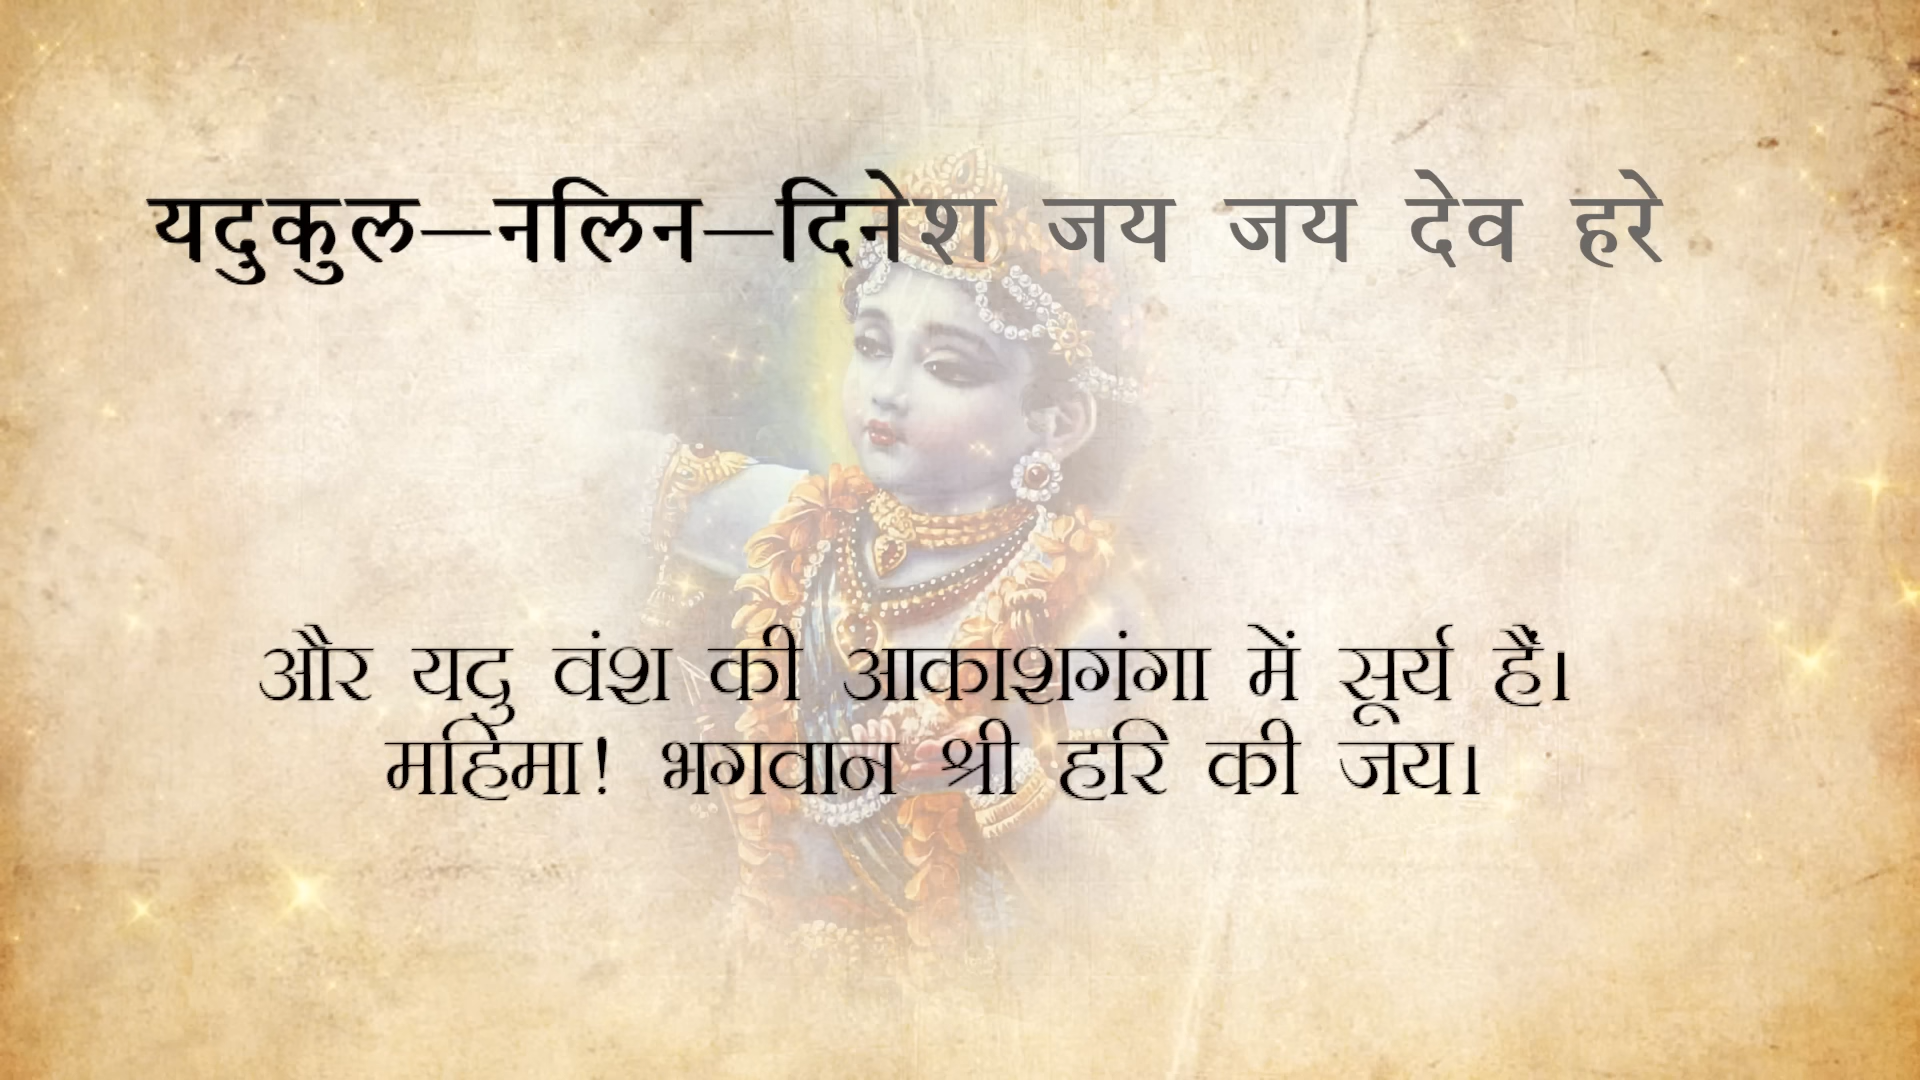 यदुकुल–नलिन–दिनेश जय जय देव हरे
और यदु वंश की आकाशगंगा में सूर्य हैं।
महिमा! भगवान श्री हरि की जय।